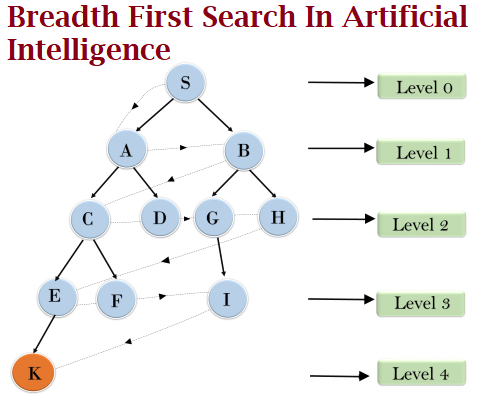 Breadth First Search In Artificial
Intelligence
S
Level 0
A
B
Level 1
C
D
G
H
Level 2
E
F
I
Level 3
K
Level 4